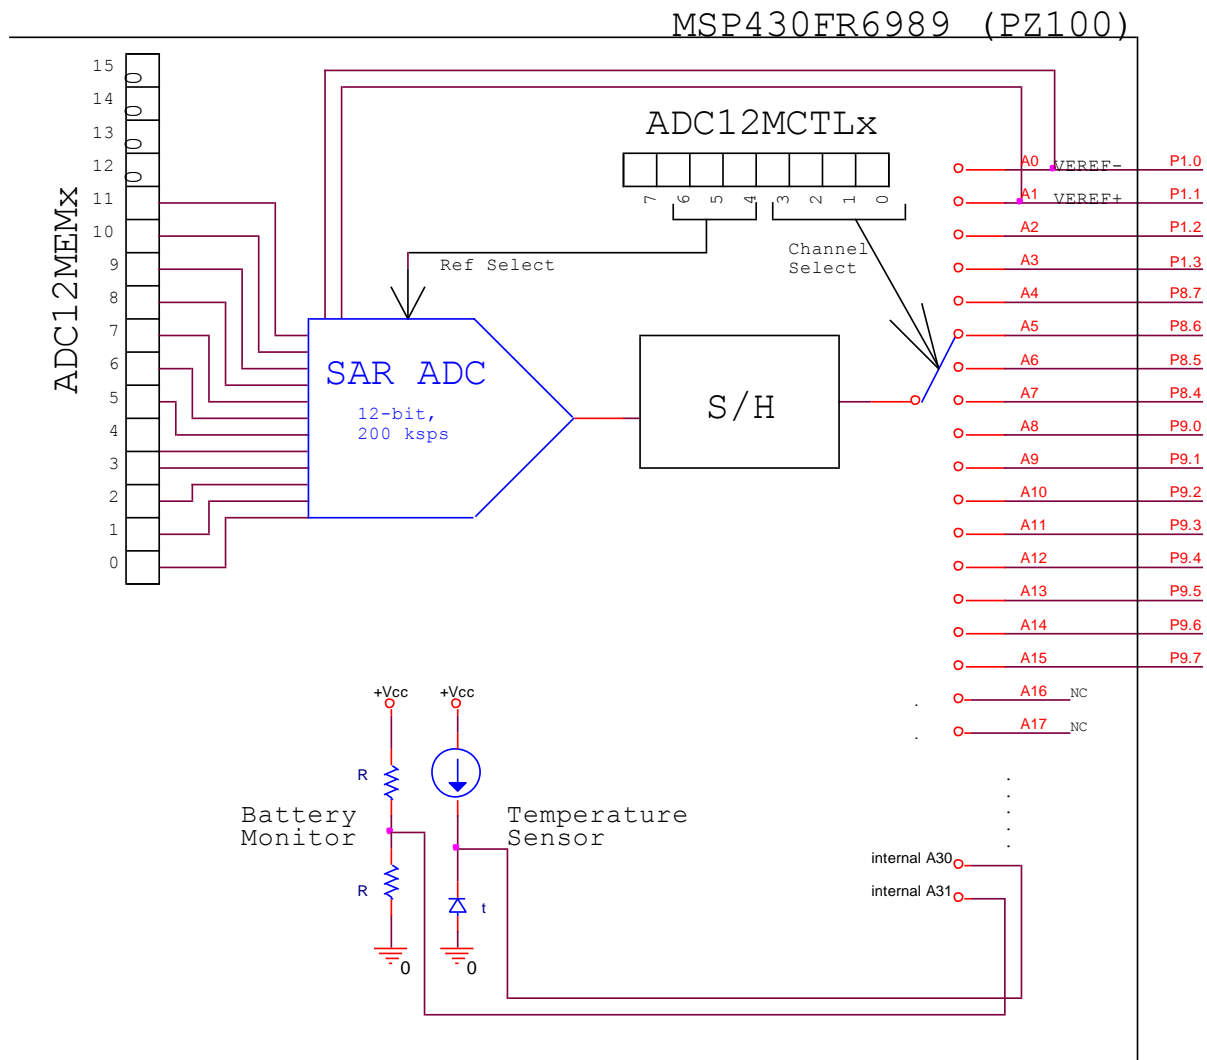 MSP430FR6989 (PZ100)
ADC12MEMx
15
0
14
0
13
0
12
0
11
10
9
8
7
6
5
4
3
2
1
0
ADC12MCTLx
7
6
5
4
3
2
1
0
Ref Select
Channel
Select
SAR ADC
12-bit,
200 ksps
S/H
A0 VEREF- P1.0
A1 VEREF+ P1.1
A2 P1.2
A3 P1.3
A4 P8.7
A5 P8.6
A6 P8.5
A7 P8.4
A8 P9.0
A9 P9.1
A10 P9.2
A11 P9.3
A12 P9.4
A13 P9.5
A14 P9.6
A15 P9.7
A16 NC
A17 NC
+Vcc
+Vcc
R
Battery
Monitor
Temperature
Sensor
R
t
0
0
internal A30
internal A31